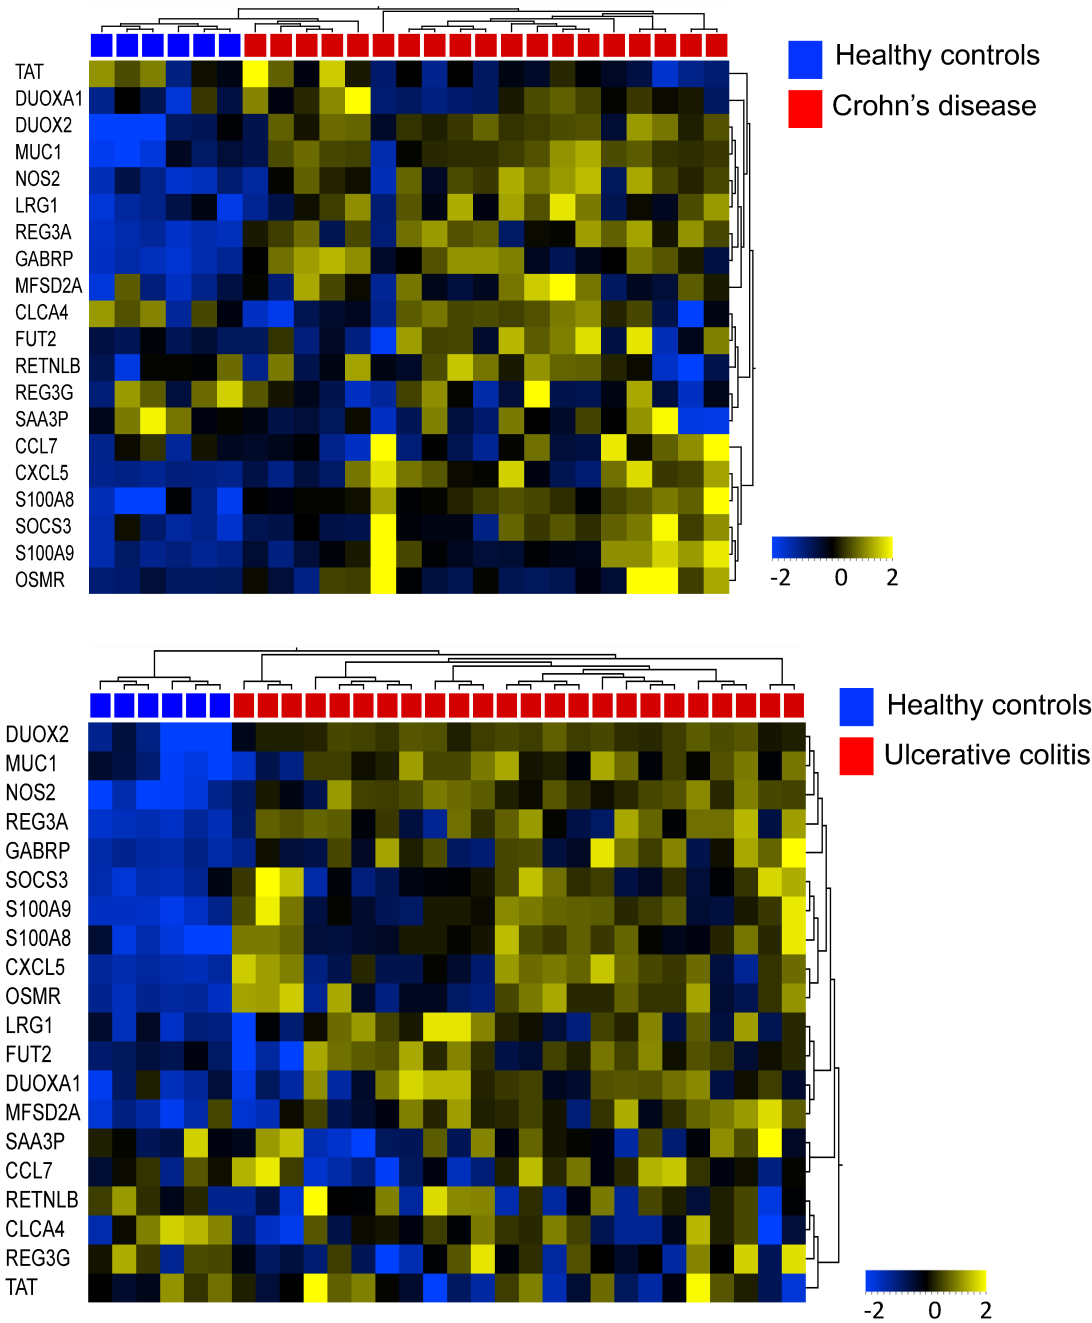 Healthy controls
Crohn's disease
TAT
DUOXA1
DUOX2
MUC1
NOS2
LRG1
REG3A
GABRP
MFSD2A
CLCA4
FUT2
RETNLB
REG3G
SAA3P
CCL7
CXCL5
S100A8
SOCS3
S100A9
OSMR
-2 0 2
Healthy controls
Ulcerative colitis
DUOX2
MUC1
NOS2
REG3A
GABRP
SOCS3
S100A9
S100A8
CXCL5
OSMR
LRG1
FUT2
DUOXA1
MFSD2A
SAA3P
CCL7
RETNLB
CLCA4
REG3G
TAT
-2 0 2